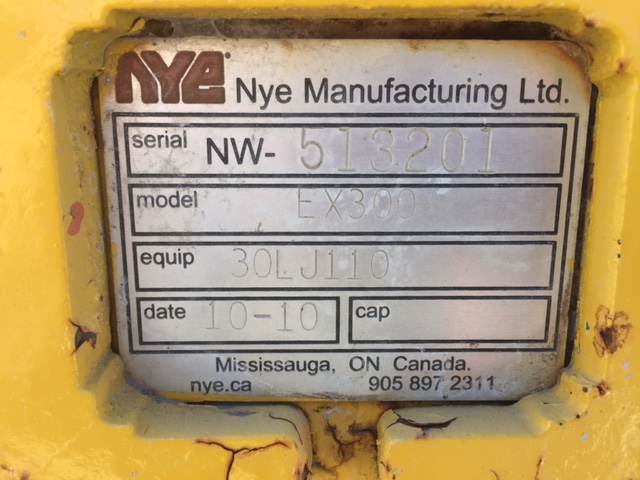 NYE Nye Manufacturing Ltd.
serial NW- 513201
model EX300
equip 30LJ110
date 10-10 cap
Mississauga, ON Canada.
nye.ca 905 897 2311